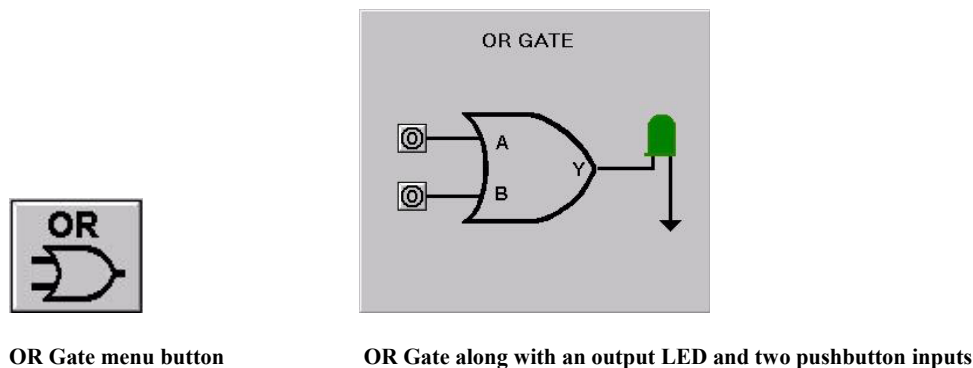 OR GATE
A
Y
B
OR
OR Gate menu button
OR Gate along with an output LED and two pushbutton inputs